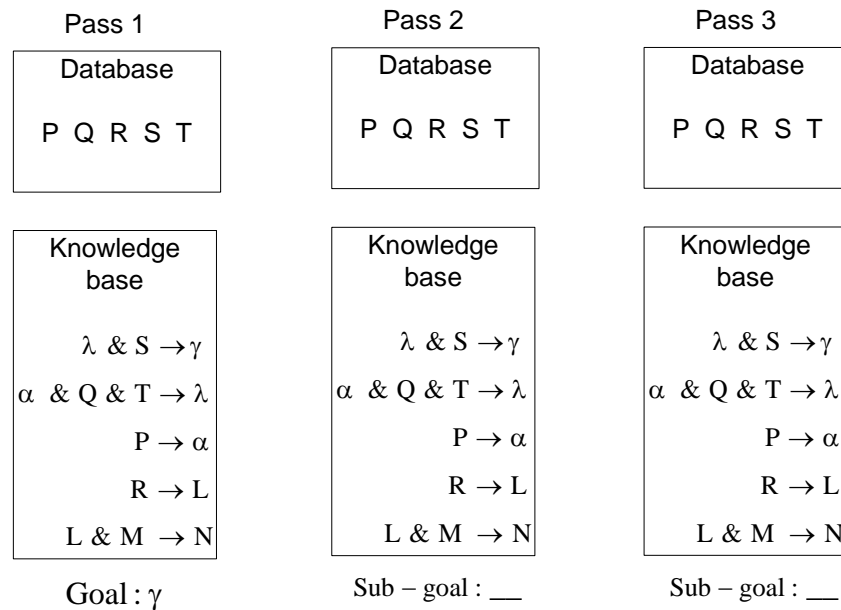 Pass 1
Database
P Q R S T
Knowledge
base
λ & S → γ
α & Q & T → λ
P → α
R → L
L & M → N
Goal : γ
Pass 2
Database
P Q R S T
Knowledge
base
λ & S → γ
α & Q & T → λ
P → α
R → L
L & M → N
Sub – goal : __
Pass 3
Database
P Q R S T
Knowledge
base
λ & S → γ
α & Q & T → λ
P → α
R → L
L & M → N
Sub – goal : __